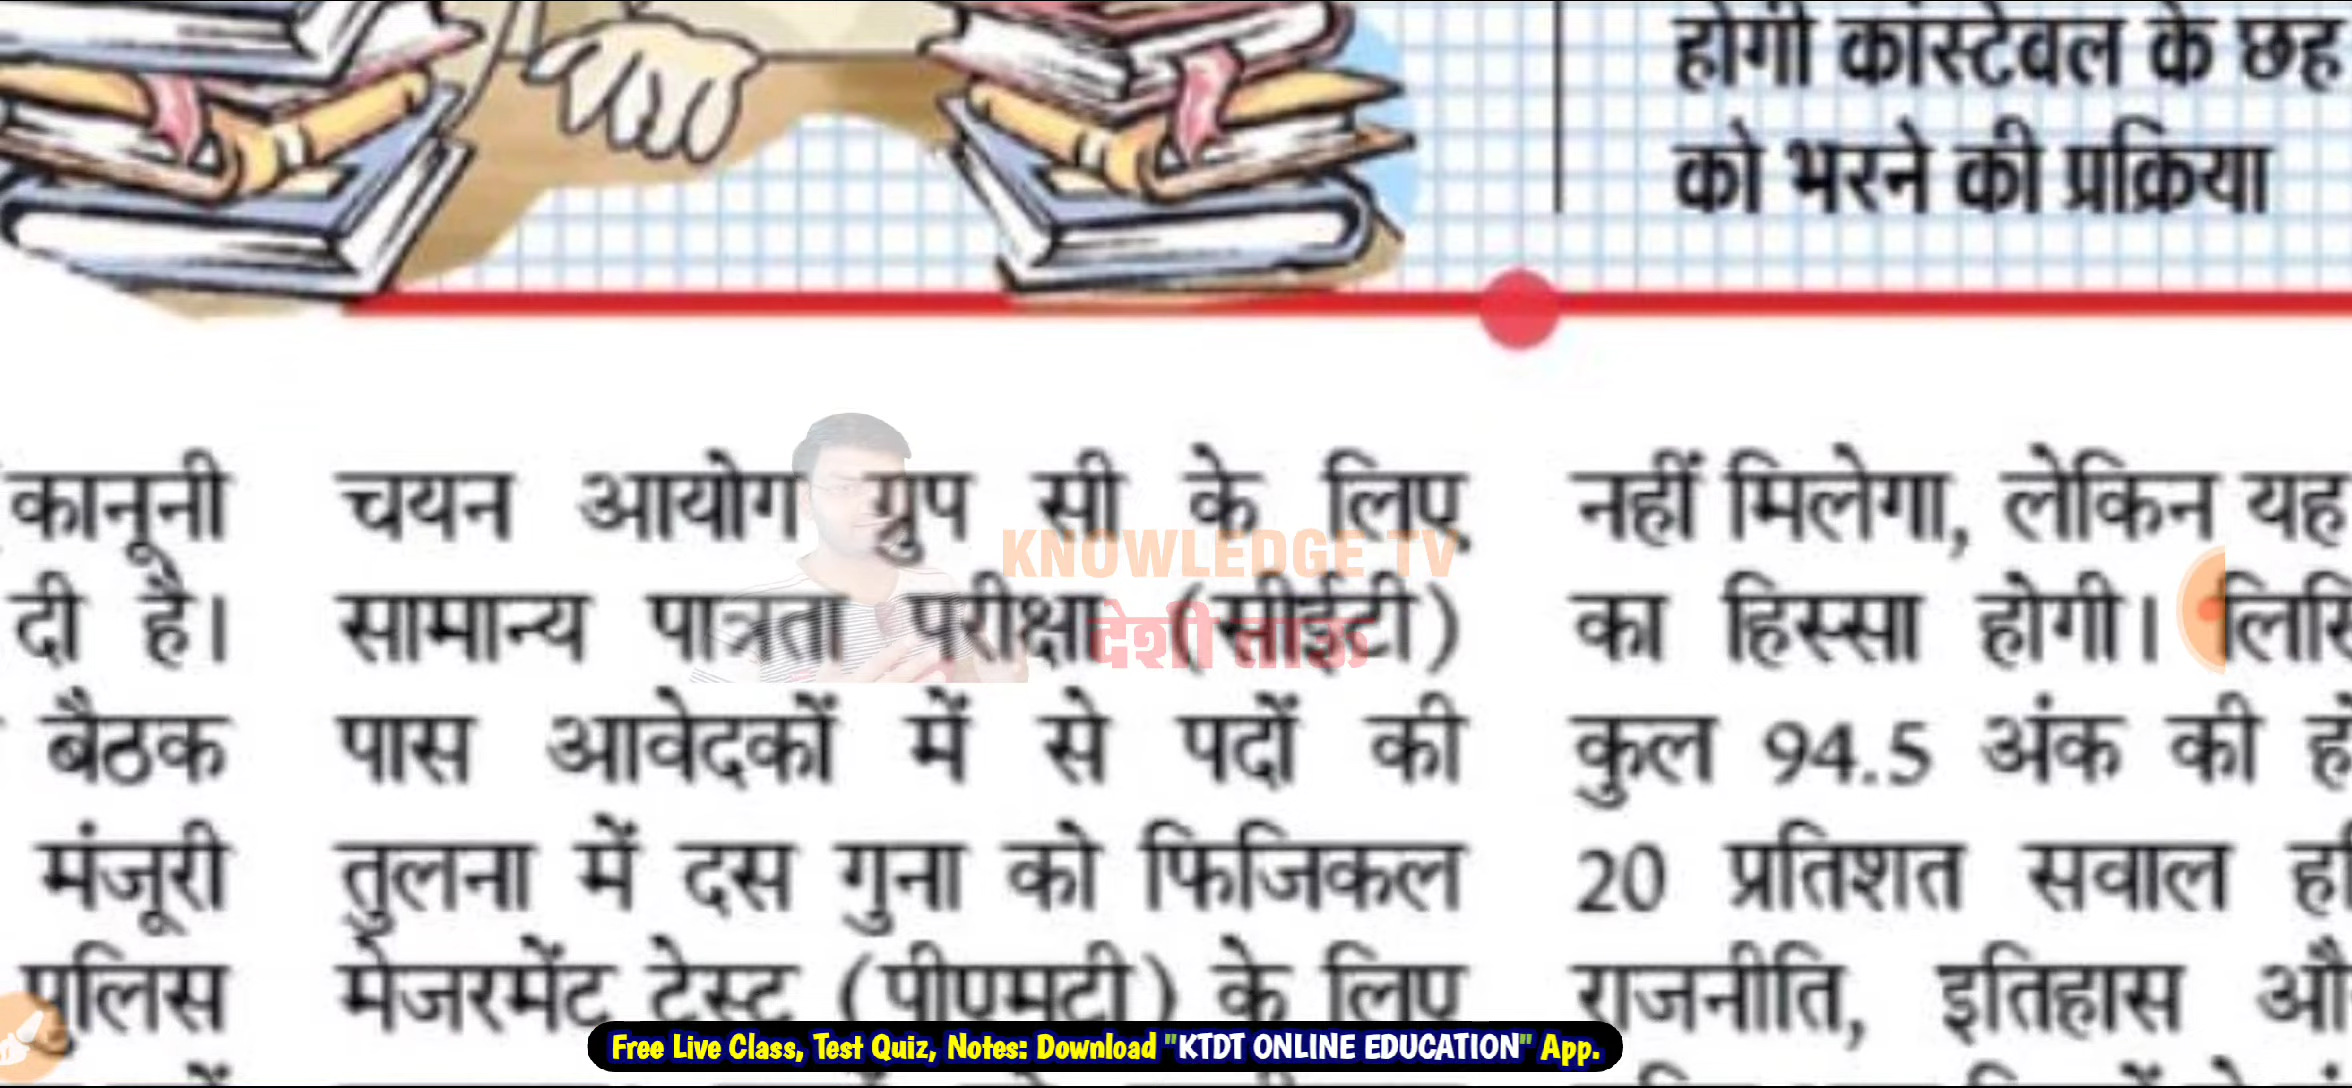 होगी कांस्टेबल के छह
को भरने की प्रक्रिया
कानूनी
दी है।
बैठक
मंजूरी
पुलिस
चयन आयोग ग्रुप सी के लिए
सामान्य पात्रता परीक्षा (सीईटी)
पास आवेदकों में से पदों की
तुलना में दस गुना को फिजिकल
मेजरमेंट टेस्ट (पीएमटी) के लिए
नहीं मिलेगा, लेकिन यह
का हिस्सा होगी।
कुल 94.5 अंक की
20 प्रतिशत सवाल
राजनीति, इतिहास
KNOWLEDGE TV
देशी ताऊ
Free Live Class, Test Quiz, Notes: Download "KTDT ONLINE EDUCATION" App.